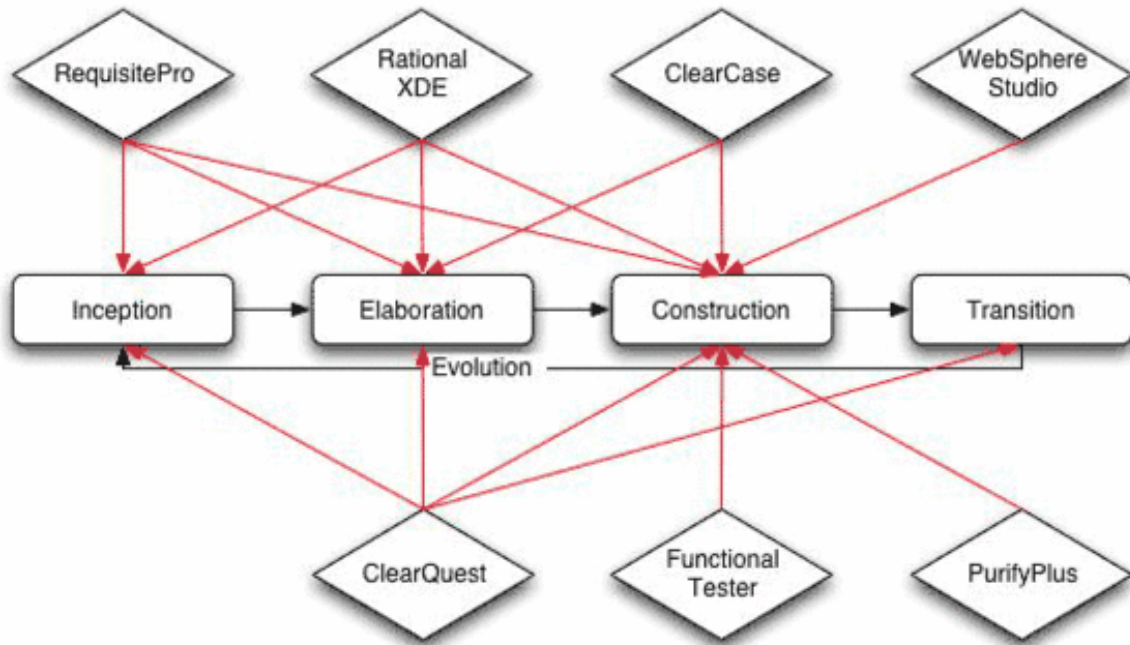 RequisitePro
Rational
XDE
ClearCase
WebSphere
Studio
Inception
Elaboration
Construction
Transition
Evolution
ClearQuest
Functional
Tester
PurifyPlus